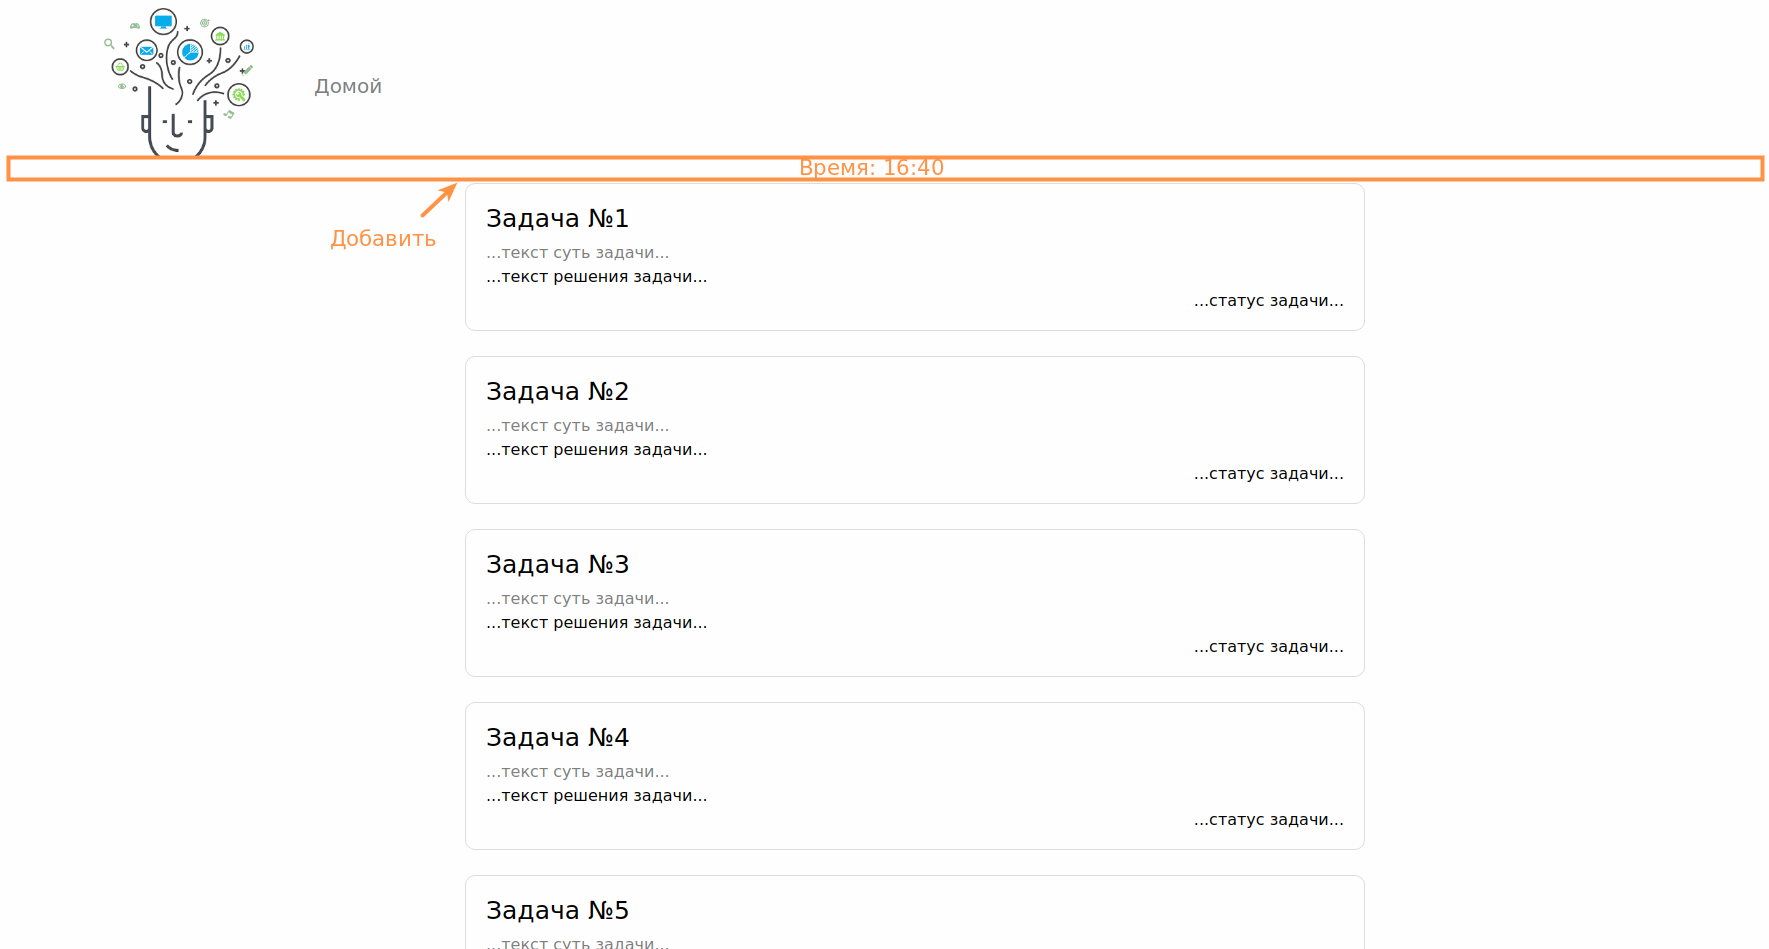 Домой
Время: 16:40
Добавить
Задача №1
...текст суть задачи...
...текст решения задачи...
...статус задачи...
Задача №2
...текст суть задачи...
...текст решения задачи...
...статус задачи...
Задача №3
...текст суть задачи...
...текст решения задачи...
...статус задачи...
Задача №4
...текст суть задачи...
...текст решения задачи...
...статус задачи...
Задача №5
...текст суть задачи...